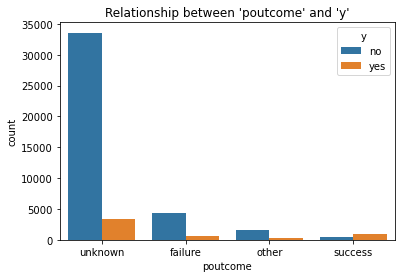 Relationship between 'poutcome' and 'y'
35000
30000
25000
20000
15000
10000
5000
0
count
y
no
yes
unknown failure other success
poutcome